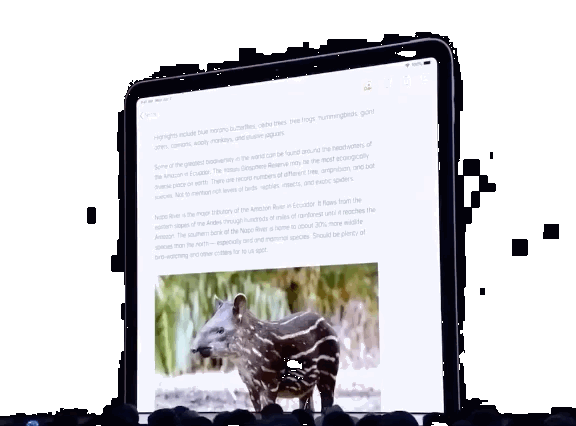 Highlights include blue morpho butterflies, ceiba trees, tree frogs, hummingbirds, giant
otters, caimans, woolly monkeys, and elusive jaguars.
Some of the greatest biodiversity in the world can be found around the headwaters of
the Amazon in Ecuador. The Biosphere Reserve may be the most ecologically
diverse place on earth. There are record numbers of different tree, amphibian, and bat
species. Not to mention rich levels of birds, reptiles, insects, and exotic spiders.
Napo River is the major tributary of the Amazon River in Ecuador. It flows from the
eastern slopes of the Andes through hundreds of miles of rainforest until it reaches the
Amazon. The southern bank of the Napo River is home to about 20% more wildlife
species than the north — especially land mammal species. Should be plenty of
bird-watching and other critters for to us spot.